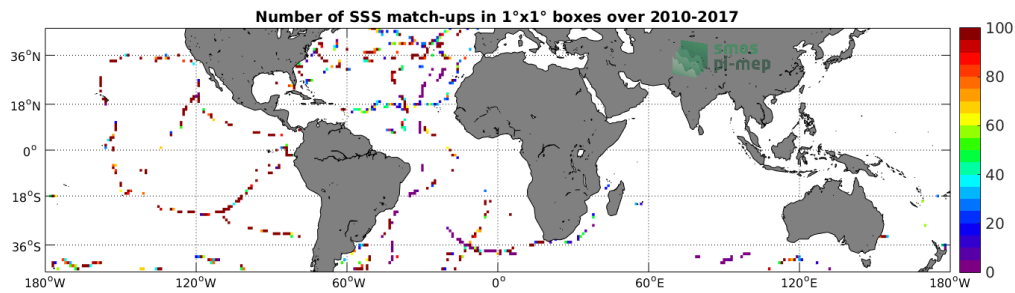 Number of SSS match-ups in 1°x1° boxes over 2010-2017
smos
pi-mep
36°N
18°N
0°
18°S
36°S
180°W
120°W
60°W
0°
60°E
120°E
180°W
100
80
60
40
20
0